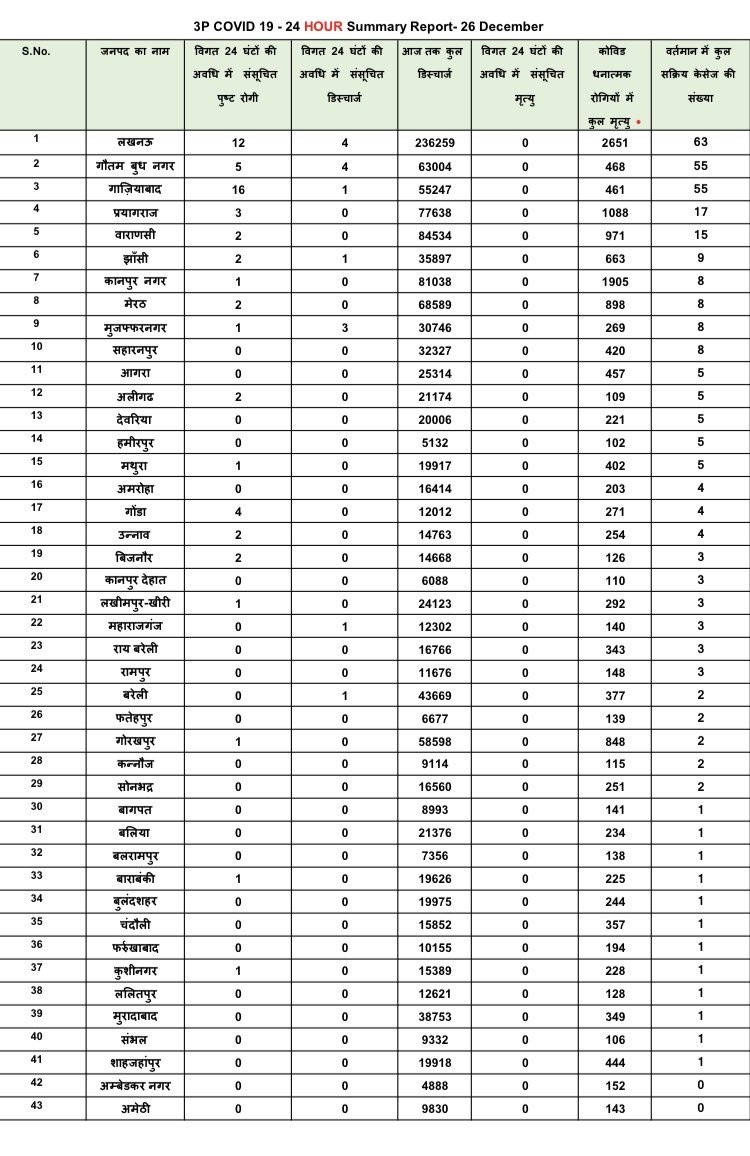 3P COVID 19 - 24 HOUR Summary Report- 26 December
S.No. जनपद का नाम विगत 24 घंटों की विगत 24 घंटों की आज तक कुल विगत 24 घंटों की कोविड वर्तमान में कुल
अवधि में संसूचित अवधि में संसूचित डिस्चार्ज अवधि में संसूचित धनात्मक सक्रिय केसेज की
पुष्ट रोगी डिस्चार्ज मृत्यु रोगियों में संख्या
कुल मृत्यु
1 लखनऊ 12 4 236259 0 2651 63
2 गौतम बुध नगर 5 4 63004 0 468 55
3 गाज़ियाबाद 16 1 55247 0 461 55
4 प्रयागराज 3 0 77638 0 1088 17
5 वाराणसी 2 0 84534 0 971 15
6 झाँसी 2 1 35897 0 663 9
7 कानपुर नगर 1 0 81038 0 1905 8
8 मेरठ 2 0 68589 0 898 8
9 मुजफ्फरनगर 1 3 30746 0 269 8
10 सहारनपुर 0 0 32327 0 420 8
11 आगरा 0 0 25314 0 457 5
12 अलीगढ 2 0 21174 0 109 5
13 देवरिया 0 0 20006 0 221 5
14 हमीरपुर 0 0 5132 0 102 5
15 मथुरा 1 0 19917 0 402 5
16 अमरोहा 0 0 16414 0 203 4
17 गोंडा 4 0 12012 0 271 4
18 उन्नाव 2 0 14763 0 254 4
19 बिजनौर 2 0 14668 0 126 3
20 कानपुर देहात 0 0 6088 0 110 3
21 लखीमपुर-खीरी 1 0 24123 0 292 3
22 महाराजगंज 0 1 12302 0 140 3
23 राय बरेली 0 0 16766 0 343 3
24 रामपुर 0 0 11676 0 148 3
25 बरेली 0 1 43669 0 377 2
26 फतेहपुर 0 0 6677 0 139 2
27 गोरखपुर 1 0 58598 0 848 2
28 कन्नौज 0 0 9114 0 115 2
29 सोनभद्र 0 0 16560 0 251 2
30 बागपत 0 0 8993 0 141 1
31 बलिया 0 0 21376 0 234 1
32 बलरामपुर 0 0 7356 0 138 1
33 बाराबंकी 1 0 19626 0 225 1
34 बुलंदशहर 0 0 19975 0 244 1
35 चंदौली 0 0 15852 0 357 1
36 फर्रुखाबाद 0 0 10155 0 194 1
37 कुशीनगर 1 0 15389 0 228 1
38 ललितपुर 0 0 12621 0 128 1
39 मुरादाबाद 0 0 38753 0 349 1
40 संभल 0 0 9332 0 106 1
41 शाहजहांपुर 0 0 19918 0 444 1
42 अम्बेडकर नगर 0 0 4888 0 152 0
43 अमेठी 0 0 9830 0 143 0